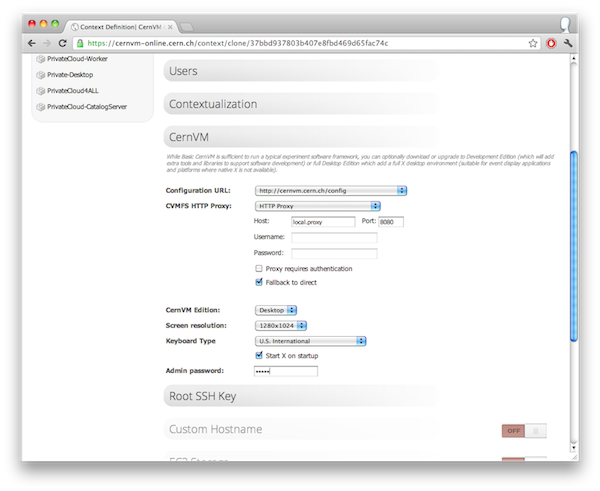 Context Definition| CernVM
https://cernvm-online.cern.ch/context/clone/37bbd937803b407e8fbd469d65fac74c
PrivateCloud-Worker
Private-Desktop
PrivateCloud4ALL
PrivateCloud-CatalogServer
Users
Contextualization
CernVM
While Basic CernVM is sufficient to run a typical experiment software framework, you can optionally download or upgrade to Development Edition (which will add
extra tools and libraries to support software development) or full Desktop Edition which add a full X desktop environment (suitable for event display applications
and platforms where native X is not available).
Configuration URL: http://cernvm.cern.ch/config
CVMFS HTTP Proxy: HTTP Proxy
Host: local.proxy Port: 8080
Username:
Password:
Proxy requires authentication
Fallback to direct
CernVM Edition: Desktop
Screen resolution: 1280x1024
Keyboard Type U.S. International
Start X on startup
Admin password: •••••
Root SSH Key
Custom Hostname OFF
EC2 Storage